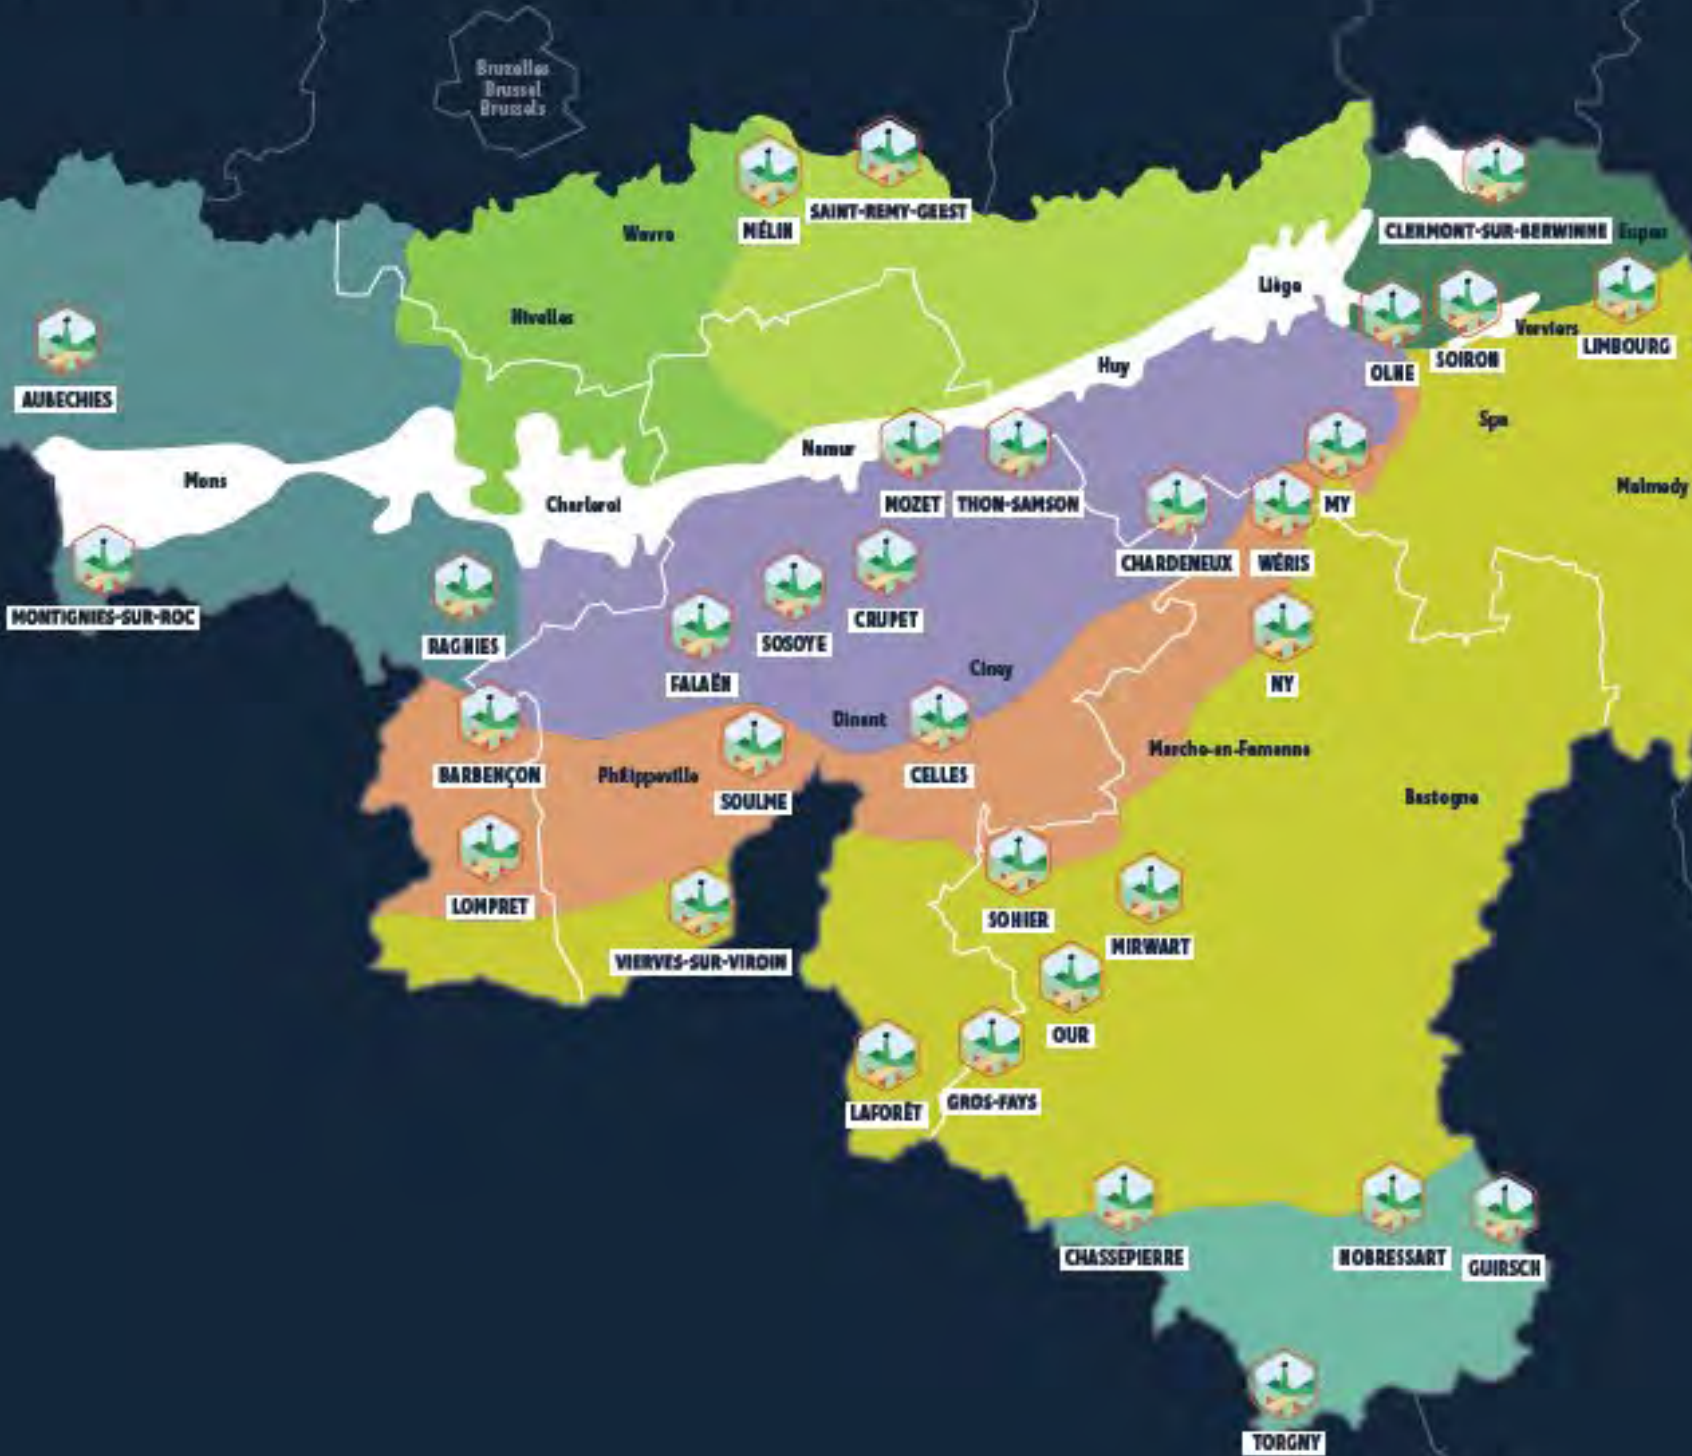 Bruxelles
Brussel
Brussels
Wavre
MÉLIN
SAINT-REMY-GEEST
CLERMONT-SUR-BERWINNE
Eupen
Nivelles
Liège
Verviers
LIMBOURG
SOIRON
OLNE
AUBECHIES
Huy
Spa
Namur
Mons
Charleroi
MOZET
THON-SAMSON
MY
Malmedy
CHARDENEUX
WÉRIS
MONTIGNIES-SUR-ROC
RAGNIES
SOSOYE
CRUPET
FALAËN
Ciney
NY
Dinant
BARBENÇON
Philippeville
SOULME
CELLES
Marche-en-Famenne
Bastogne
LOMPRET
SOHIER
MIRWART
VIERVES-SUR-VIROIN
OUR
LAFORÊT
GROS-FAYS
CHASSEPIERRE
NOBRESSART
GUIRSCH
TORGNY